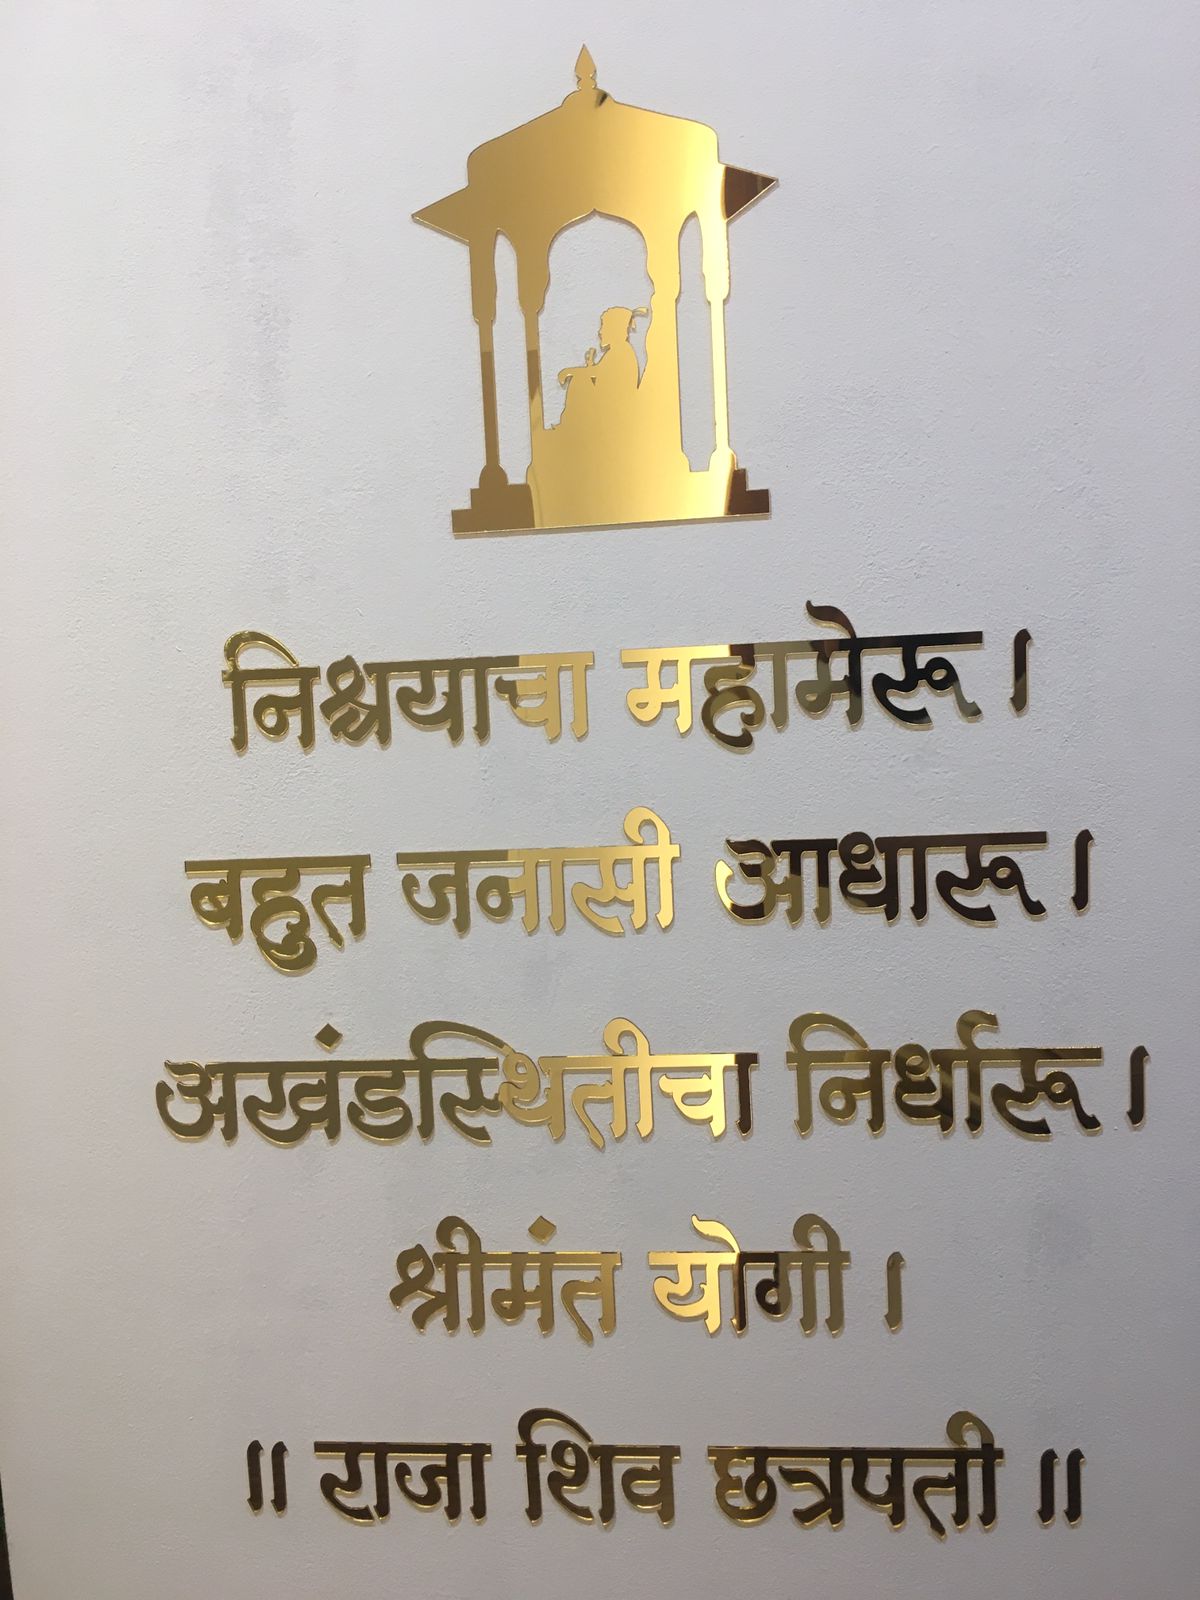 निश्चयाचा महामेरू ।
बहुत जनासी आधारू ।
अखंडस्थितीचा निर्धारू ।
श्रीमंत योगी ।
॥ राजा शिव छत्रपती ॥